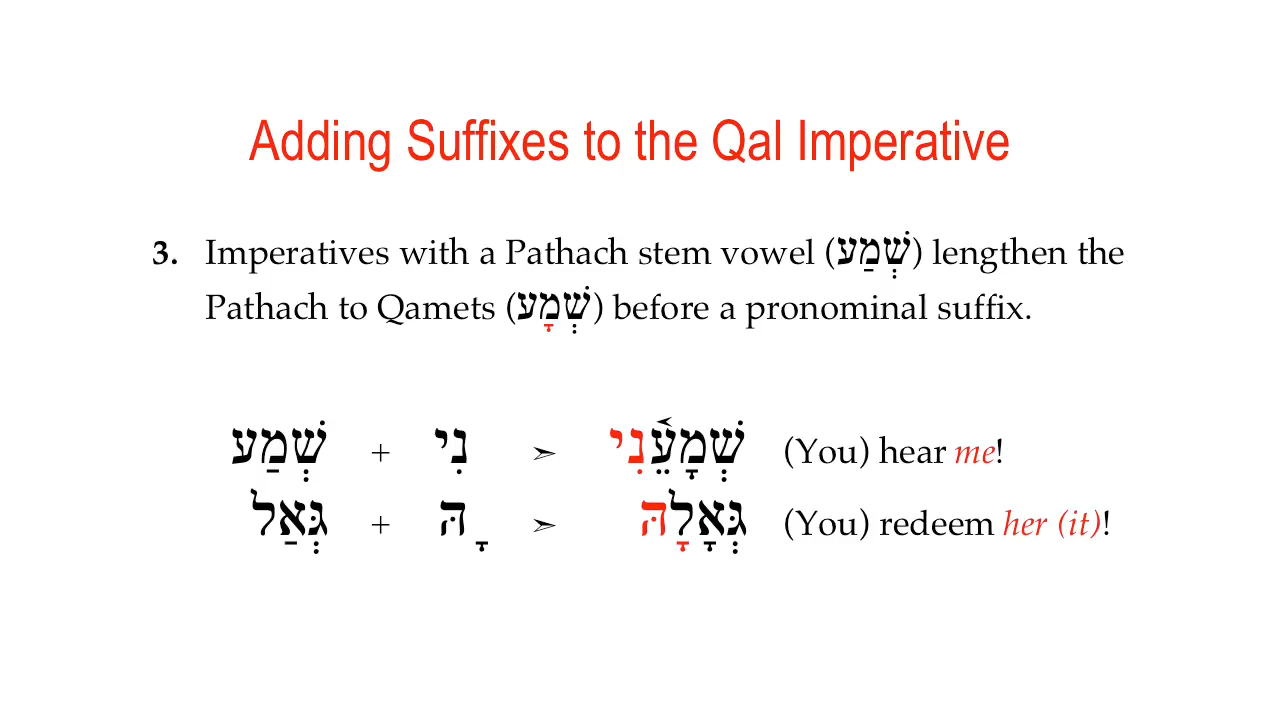 Adding Suffixes to the Qal Imperative
3. Imperatives with a Pathach stem vowel (שְׁמַע) lengthen the
Pathach to Qamets (שְׁמָע) before a pronominal suffix.
שְׁמַע + נִי ➣ שְׁמָעֵ֫נִי (You) hear me!
גְּאַל + ָהּ ➣ גְּאָלָהּ (You) redeem her (it)!